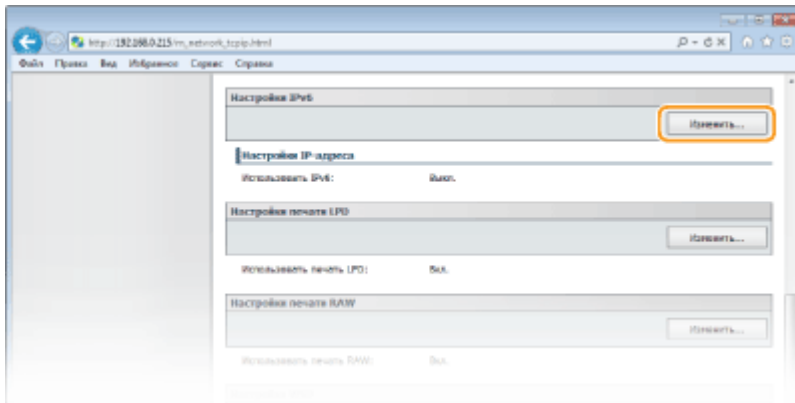 http://192.168.0.215/m_network_tcpip.html
Файл Правка Вид Избранное Сервис Справка
Настройки IPv6
Изменить...
Настройки IP-адреса
Использовать IPv6: Выкл.
Настройки печати LPD
Изменить...
Использовать печать LPD: Вкл.
Настройки печати RAW
Изменить...
Использовать печать RAW: Вкл.